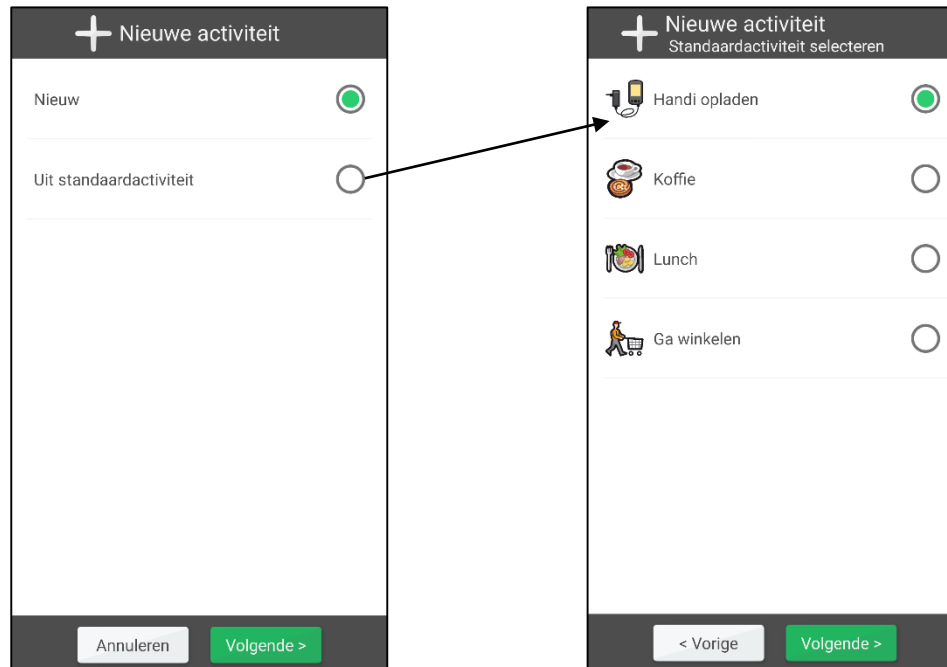 Nieuwe activiteit
Nieuw
Uit standaardactiviteit
Annuleren
Volgende >
Nieuwe activiteit
Standaardactiviteit selecteren
Handi opladen
Koffie
Lunch
Ga winkelen
< Vorige
Volgende >